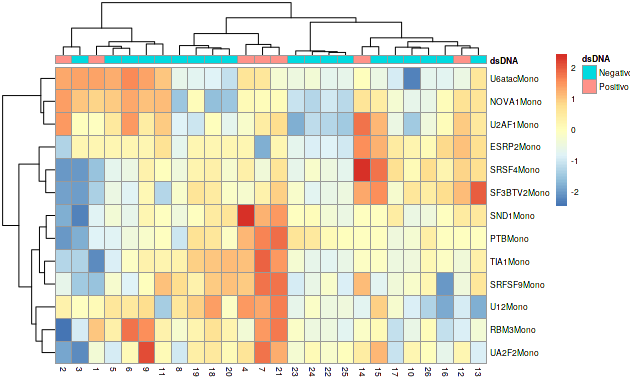 dsDNA
dsDNA
Negativo
Positivo
2
1
0
-1
-2
U6atacMono
NOVA1Mono
U2AF1Mono
ESRP2Mono
SRSF4Mono
SF3BTV2Mono
SND1Mono
PTBMono
TIA1Mono
SRFSF9Mono
U12Mono
RBM3Mono
UA2F2Mono
2 3 1 5 6 9 11 8 19 18 20 4 7 21 23 24 22 25 14 15 17 10 26 16 12 13